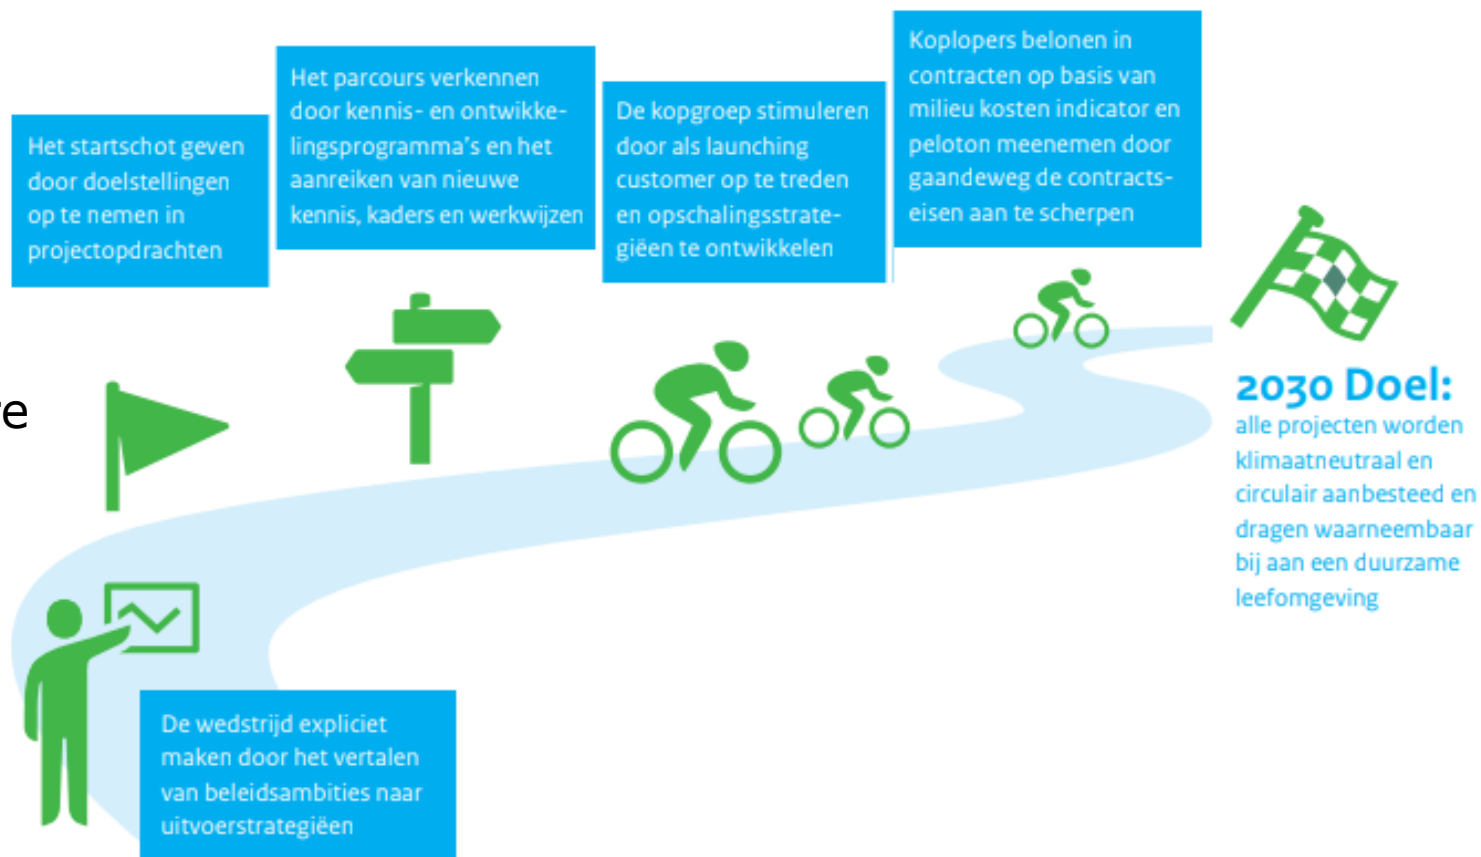 Koplopers belonen in
contracten op basis van
milieu kosten indicator en
peloton meenemen door
gaandeweg de contracts-
eisen aan te scherpen
Het parcours verkennen
door kennis- en ontwikke-
lingsprogramma's en het
aanreiken van nieuwe
kennis, kaders en werkwijzen
De kopgroep stimuleren
door als launching
customer op te treden
en opschalingsstrate-
giëen te ontwikkelen
Het startschot geven
door doelstellingen
op te nemen in
projectopdrachten
2030 Doel:
alle projecten worden
klimaatneutraal en
circulair aanbesteed en
dragen waarneembaar
bij aan een duurzame
leefomgeving
De wedstrijd expliciet
maken door het vertalen
van beleidsambities naar
uitvoerstrategiëen